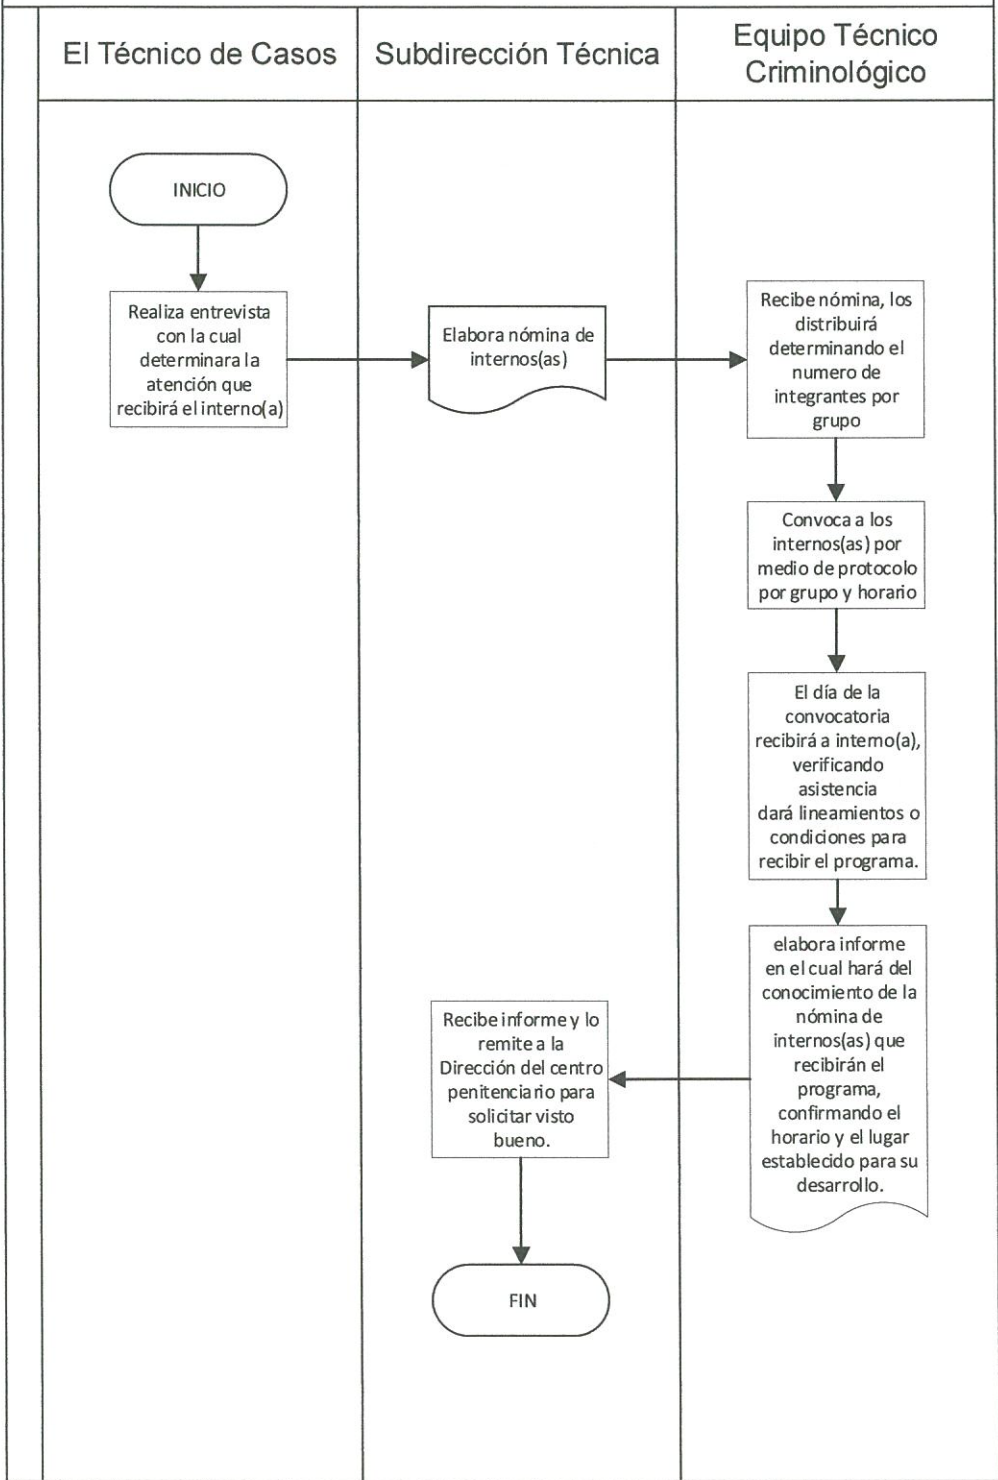 El Técnico de Casos
Subdirección Técnica
Equipo Técnico
Criminológico
INICIO
Realiza entrevista
con la cual
determinara la
atención que
recibirá el interno(a)
Elabora nómina de
internos(as)
Recibe nómina, los
distribuirá
determinando el
numero de
integrantes por
grupo
Convoca a los
internos(as) por
medio de protocolo
por grupo y horario
El día de la
convocatoria
recibirá a interno(a),
verificando
asistencia
dará lineamientos o
condiciones para
recibir el programa.
elabora informe
en el cual hará del
conocimiento de la
nómina de
internos(as) que
recibirán el
programa,
confirmando el
horario y el lugar
establecido para su
desarrollo.
Recibe informe y lo
remite a la
Dirección del centro
penitenciario para
solicitar visto
bueno.
FIN